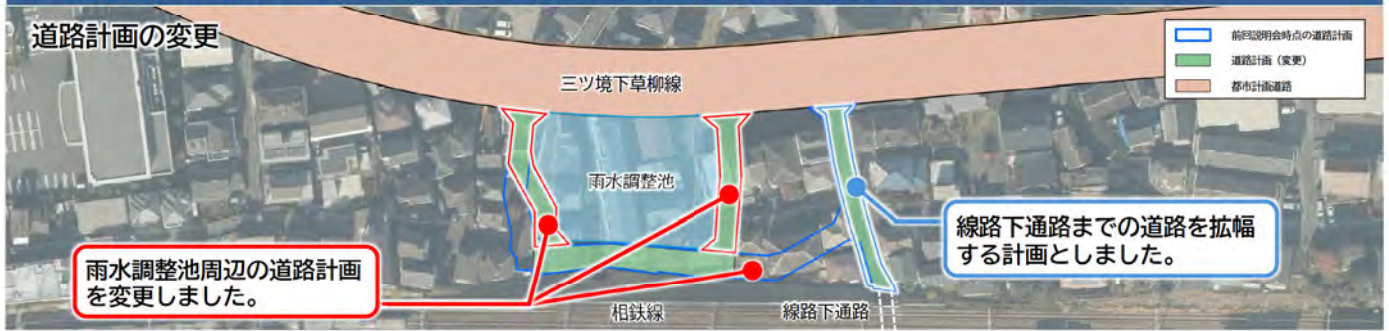 道路計画の変更
前回説明会時点の道路計画
道路計画（変更）
都市計画道路
三ツ境下草柳線
雨水調整池
雨水調整池周辺の道路計画
を変更しました。
線路下通路までの道路を拡幅
する計画としました。
相鉄線
線路下通路